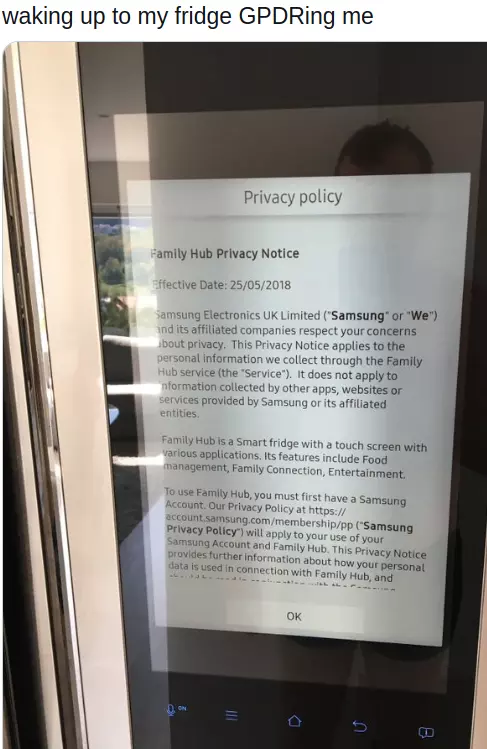 waking up to my fridge GPDRing me
Privacy policy
Family Hub Privacy Notice
Effective Date: 25/05/2018
Samsung Electronics UK Limited ("Samsung" or "We")
and its affiliated companies respect your concerns
about privacy. This Privacy Notice applies to the
personal information we collect through the Family
Hub service (the "Service"). It does not apply to
information collected by other apps, websites or
services provided by Samsung or its affiliated
entities.
Family Hub is a Smart fridge with a touch screen with
various applications. Its features include Food
management, Family Connection, Entertainment.
To use Family Hub, you must first have a Samsung
Account. Our Privacy Policy at https://
account.samsung.com/membership/pp ("Samsung
Privacy Policy") will apply to your use of your
Samsung Account and Family Hub. This Privacy Notice
provides further information about how your personal
data is used in connection with Family Hub, and
OK
ON